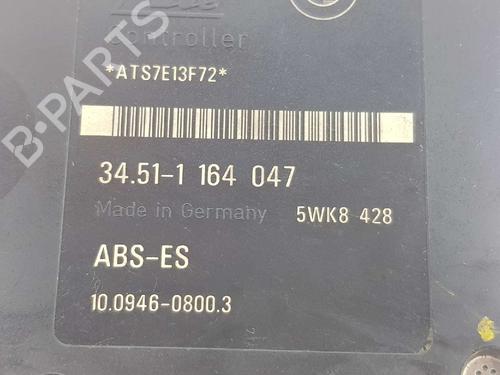 Ate
Controller
*ATS7E13F72*
34.51-1 164 047
Made in Germany 5WK8 428
ABS-ES
10.0946-0800.3
B-PARTS